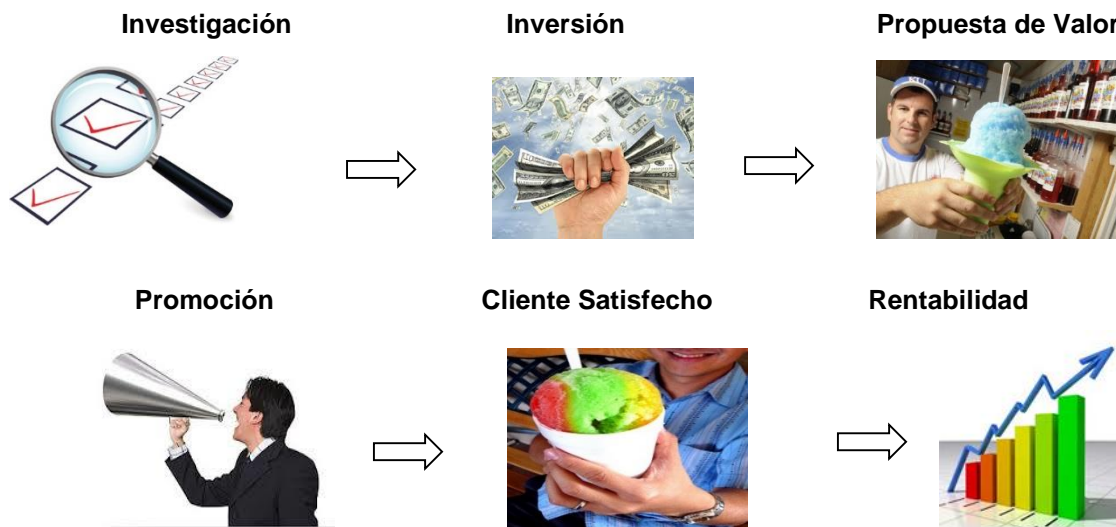 Investigación Inversión Propuesta de Valor
Promoción Cliente Satisfecho Rentabilidad